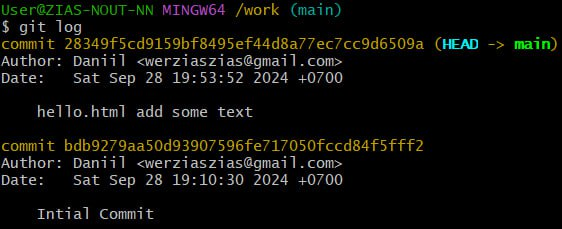 User@ZIAS-NOUT-NN MINGW64 /work (main)
$ git log
commit 28349f5cd9159bf8495ef44d8a77ec7cc9d6509a (HEAD -> main)
Author: Daniil <werziaszias@gmail.com>
Date:   Sat Sep 28 19:53:52 2024 +0700
    hello.html add some text
commit bdb9279aa50d93907596fe717050fccd84f5fff2
Author: Daniil <werziaszias@gmail.com>
Date:   Sat Sep 28 19:10:30 2024 +0700
    Intial Commit